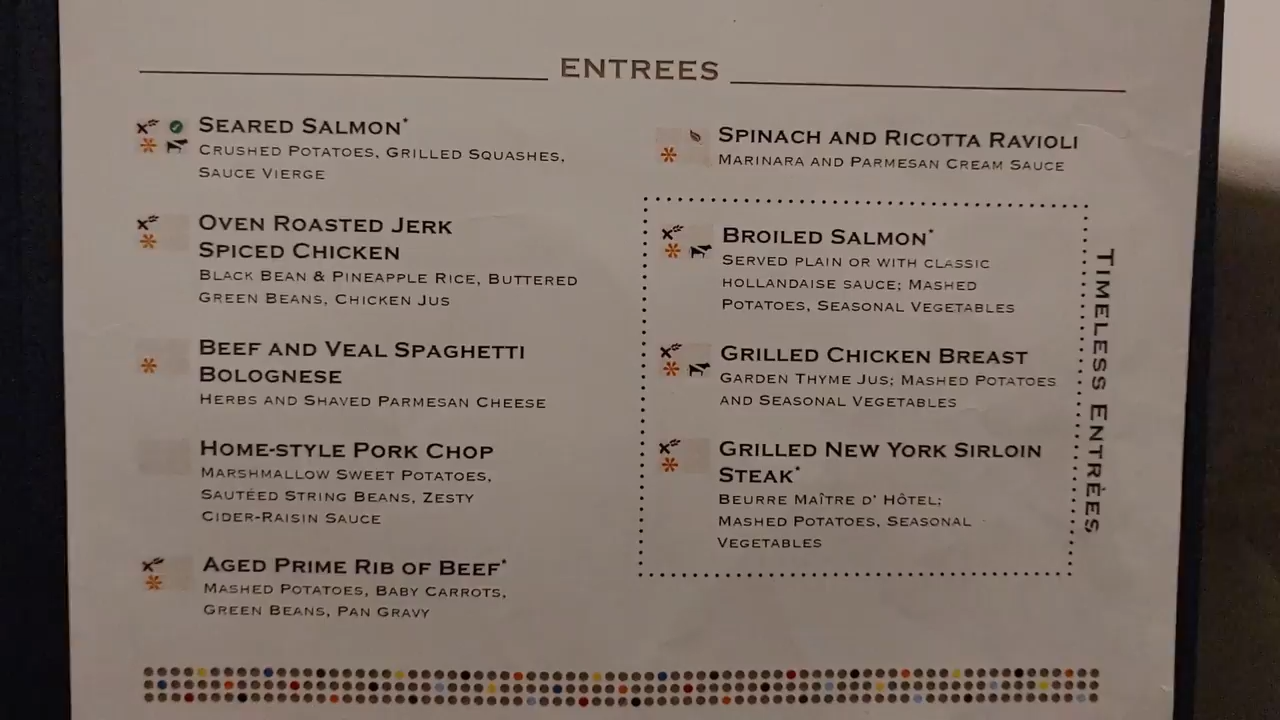 ENTREES
SEARED SALMON*
CRUSHED POTATOES, GRILLED SQUASHES,
SAUCE VIERGE
OVEN ROASTED JERK
SPICED CHICKEN
BLACK BEAN & PINEAPPLE RICE, BUTTERED
GREEN BEANS, CHICKEN JUS
BEEF AND VEAL SPAGHETTI
BOLOGNESE
HERBS AND SHAVED PARMESAN CHEESE
HOME-STYLE PORK CHOP
MARSHMALLOW SWEET POTATOES,
SAUTÉED STRING BEANS, ZESTY
CIDER-RAISIN SAUCE
AGED PRIME RIB OF BEEF*
MASHED POTATOES, BABY CARROTS,
GREEN BEANS, PAN GRAVY
SPINACH AND RICOTTA RAVIOLI
MARINARA AND PARMESAN CREAM SAUCE
BROILED SALMON*
SERVED PLAIN OR WITH CLASSIC
HOLLANDAISE SAUCE; MASHED
POTATOES, SEASONAL VEGETABLES
GRILLED CHICKEN BREAST
GARDEN THYME JUS; MASHED POTATOES
AND SEASONAL VEGETABLES
GRILLED NEW YORK SIRLOIN
STEAK*
BEURRE MAÎTRE D' HÔTEL;
MASHED POTATOES, SEASONAL
VEGETABLES
TIMELESS ENTRÈES